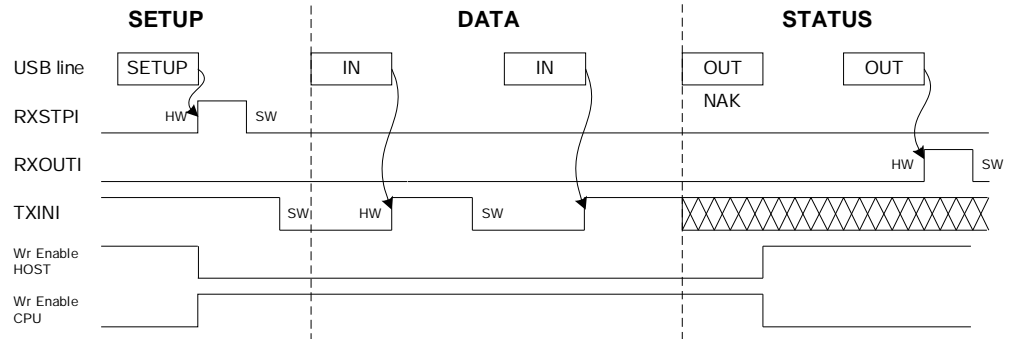 SETUP DATA STATUS
USB line SETUP IN IN OUT OUT
NAK
RXSTPI HW SW
RXOUTI HW SW
TXINI SW HW SW
Wr Enable
HOST
Wr Enable
CPU